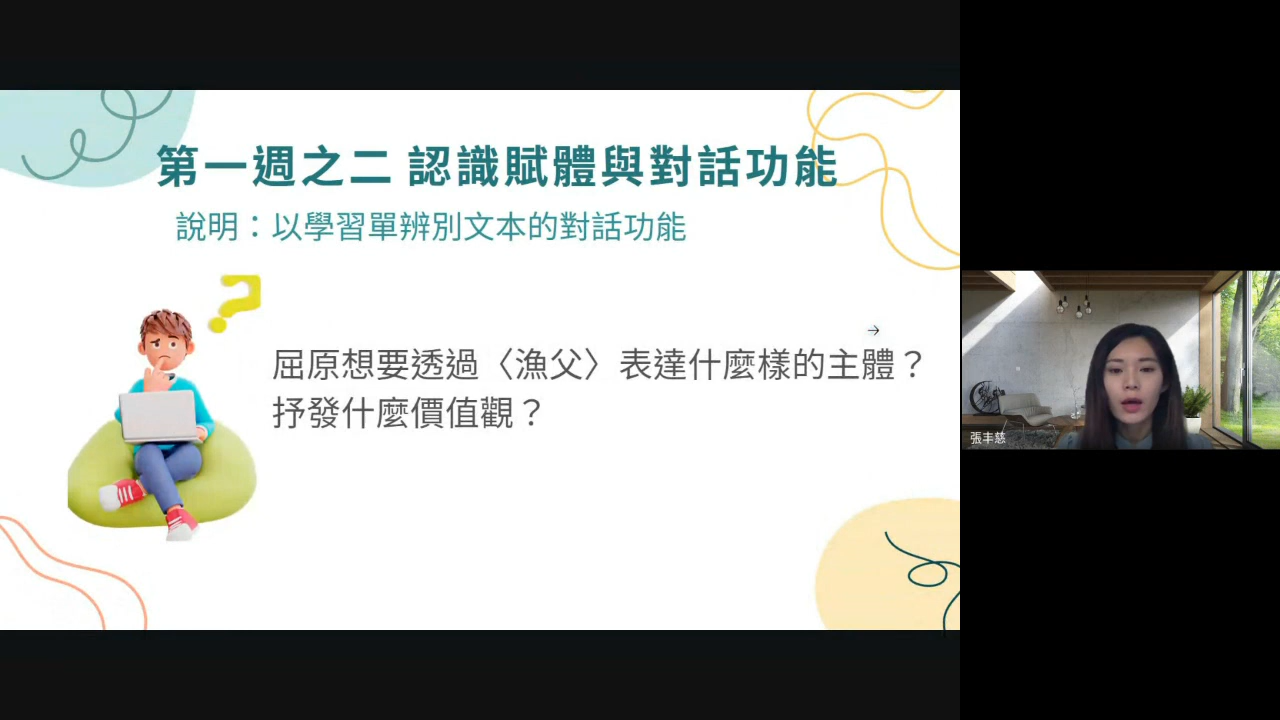 第一週之二 認識賦體與對話功能
說明：以學習單辨別文本的對話功能
屈原想要透過〈漁父〉表達什麼樣的主體？
抒發什麼價值觀？
張丰慈